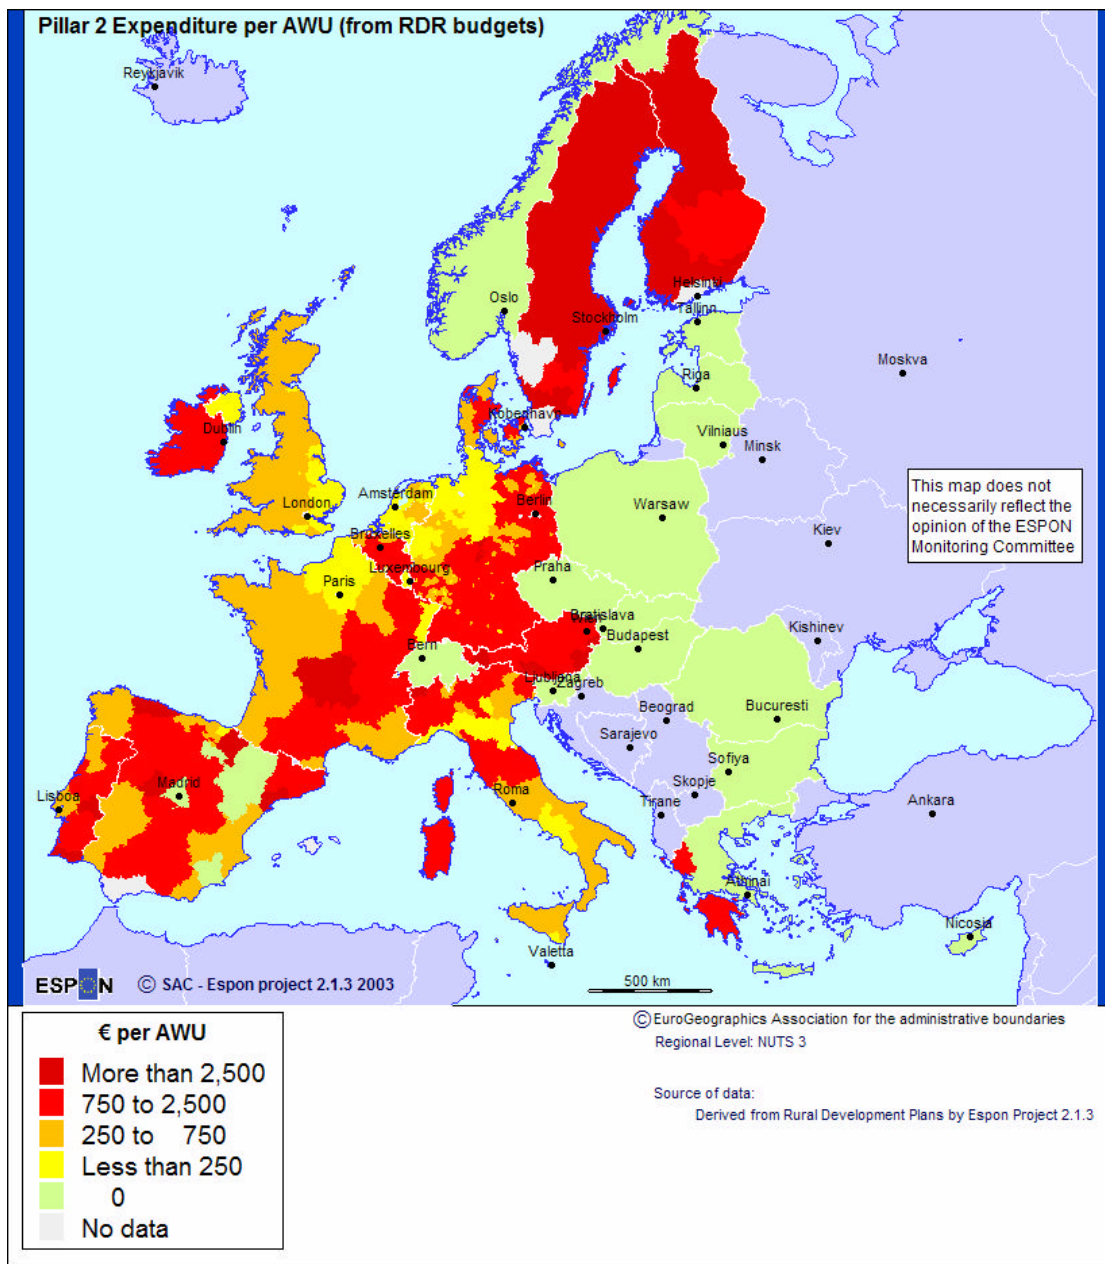 Pillar 2 Expenditure per AWU (from RDR budgets)
Reykjavik
Oslo
Helsinki
Tallinn
Stockholm
Moskva
Riga
Dublin
Kobenhavn
Vilniaus
Minsk
This map does not
necessarily reflect the
opinion of the ESPON
Monitoring Committee
Amsterdam
London
Berlin
Warsaw
Bruxelles
Kiev
Luxembourg
Praha
Paris
Bratislava
Wien
Budapest
Kishinev
Bern
Ljubljana
Zagreb
Beograd
Bucuresti
Sarajevo
Sofiya
Skopje
Madrid
Roma
Lisboa
Tirane
Ankara
Athinai
Nicosia
Valetta
ESPON © SAC - Espon project 2.1.3 2003
500 km
© EuroGeographics Association for the administrative boundaries
Regional Level: NUTS 3
Source of data:
Derived from Rural Development Plans by Espon Project 2.1.3
€ per AWU
More than 2,500
750 to 2,500
250 to 750
Less than 250
0
No data